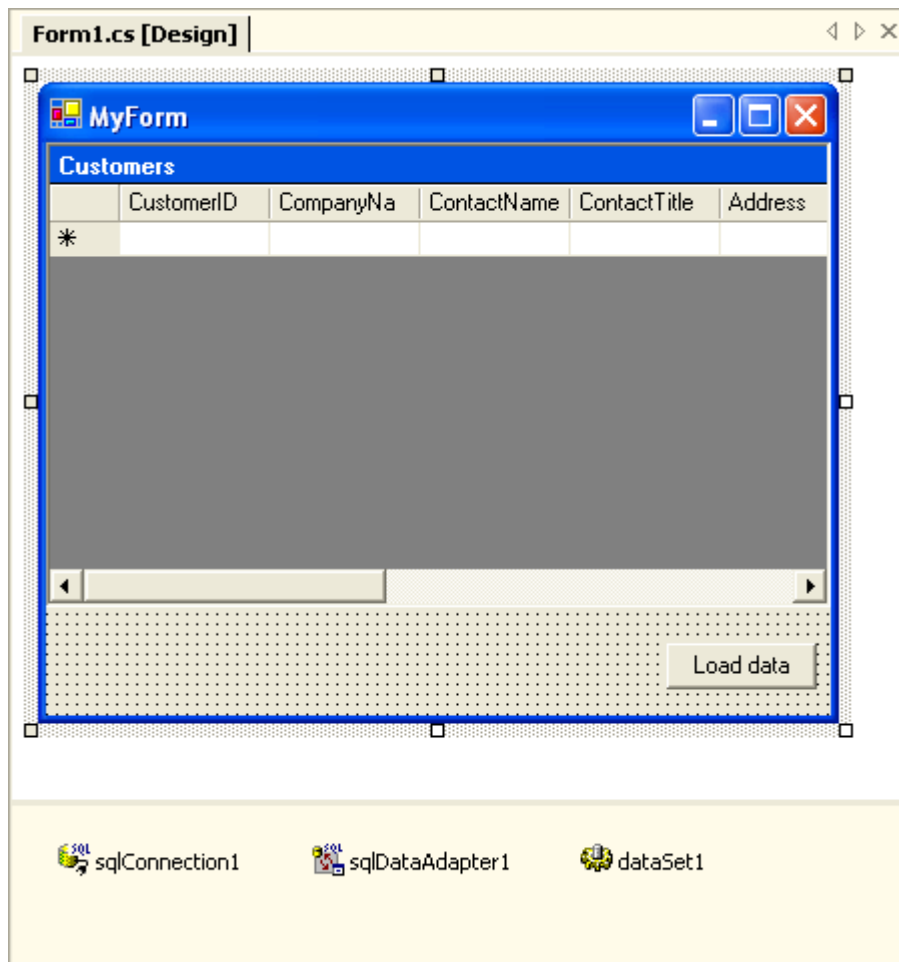 Form1.cs [Design]
MyForm
Customers
CustomerID CompanyNa ContactName ContactTitle Address
Load data
sqlConnection1 sqlDataAdapter1 dataSet1